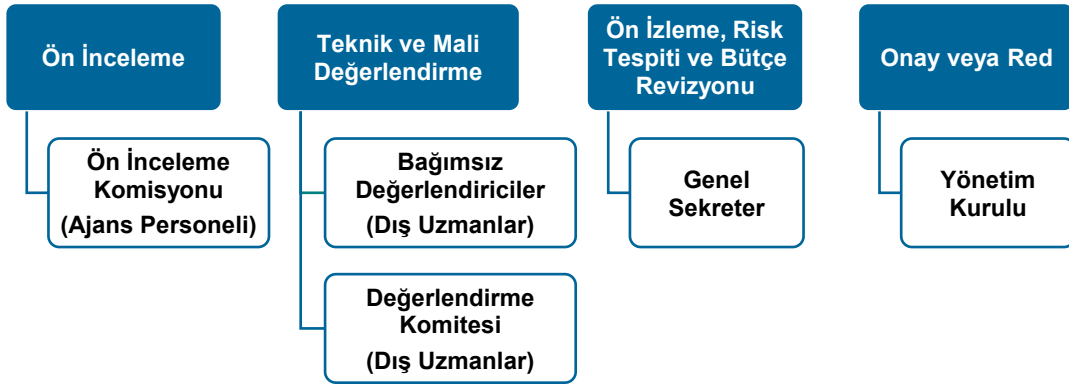 Ön İnceleme
Ön İnceleme
Komisyonu
(Ajans Personeli)
Teknik ve Mali
Değerlendirme
Bağımsız
Değerlendiriciler
(Dış Uzmanlar)
Değerlendirme
Komitesi
(Dış Uzmanlar)
Ön İzleme, Risk
Tespiti ve Bütçe
Revizyonu
Genel
Sekreter
Onay veya Red
Yönetim
Kurulu